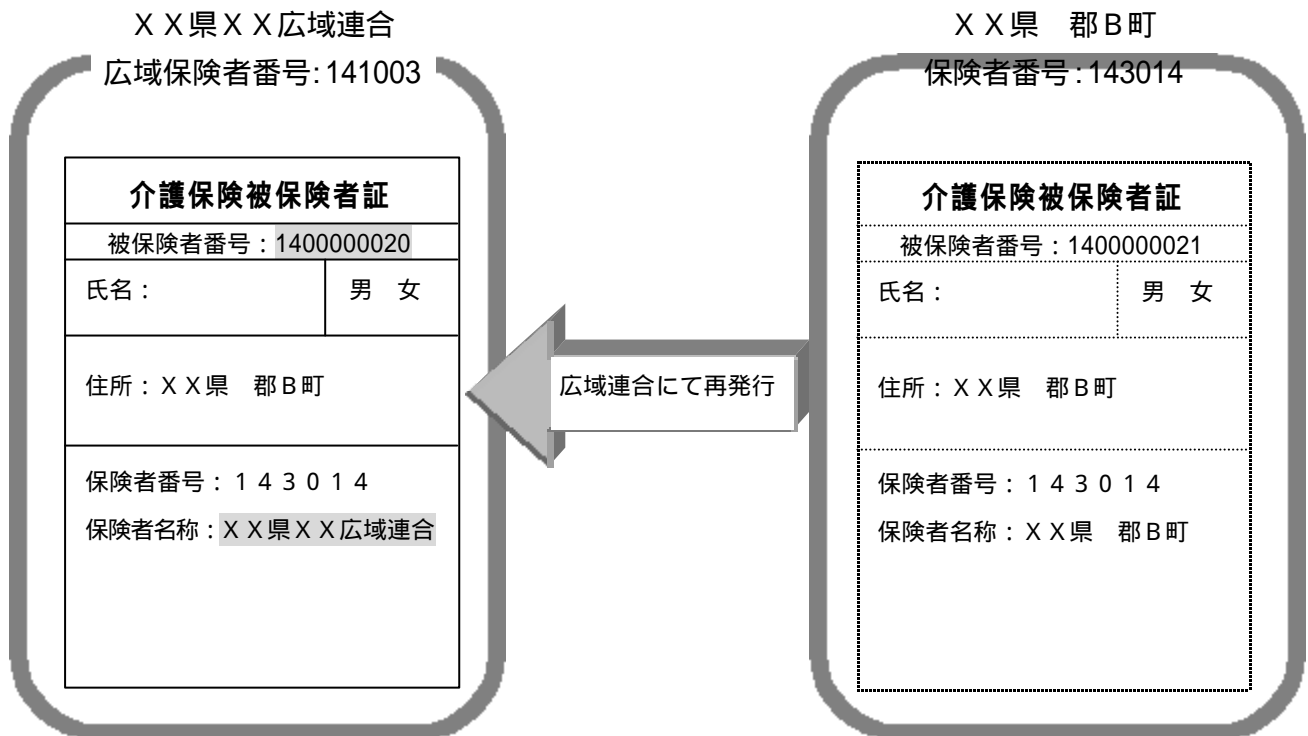 ＸＸ県ＸＸ広域連合
広域保険者番号:141003
介護保険被保険者証
被保険者番号：1400000020
氏名：
男　女
住所：ＸＸ県　郡Ｂ町
保険者番号：１４３０１４
保険者名称：ＸＸ県ＸＸ広域連合
広域連合にて再発行
ＸＸ県　郡Ｂ町
保険者番号:143014
介護保険被保険者証
被保険者番号：1400000021
氏名：
男　女
住所：ＸＸ県　郡Ｂ町
保険者番号：１４３０１４
保険者名称：ＸＸ県　郡Ｂ町